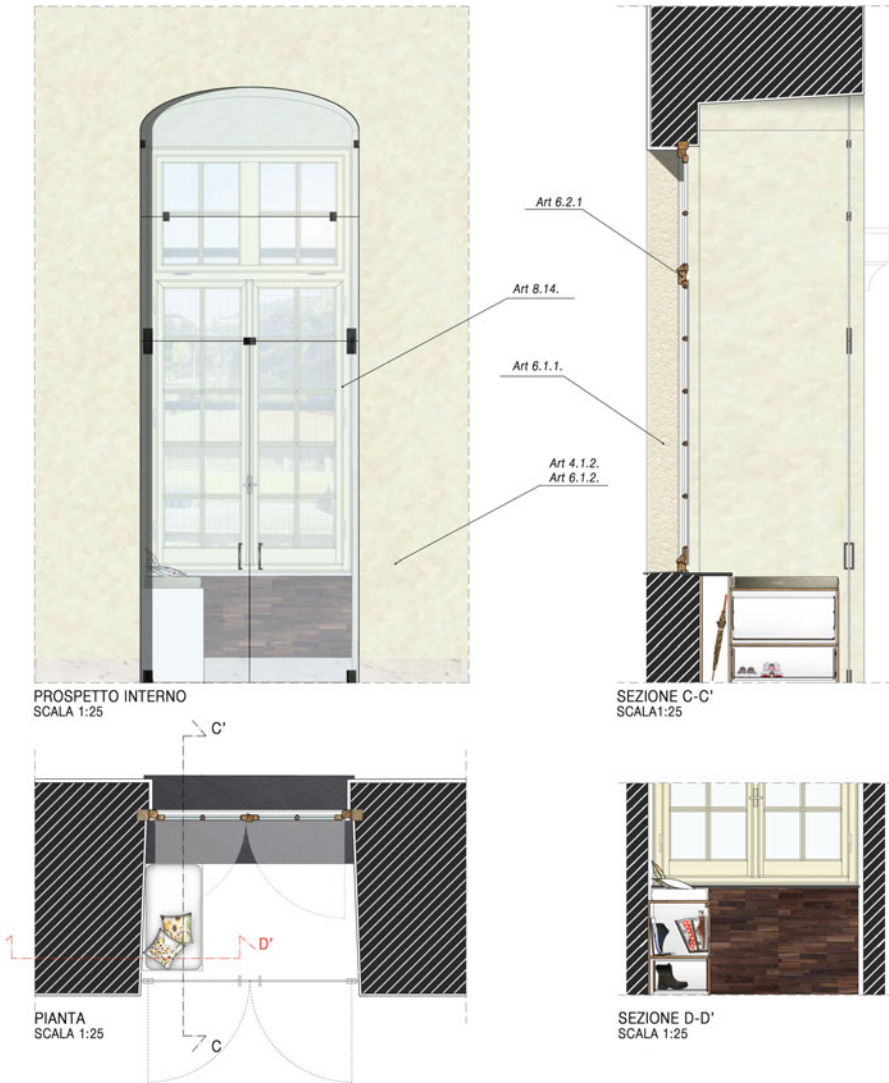 Art 6.2.1
Art 8.14.
Art 6.1.1.
Art 4.1.2.
Art 6.1.2.
PROSPETTO INTERNO
SCALA 1:25
SEZIONE C-C'
SCALA1:25
C'
D'
C
PIANTA
SCALA 1:25
SEZIONE D-D'
SCALA 1:25